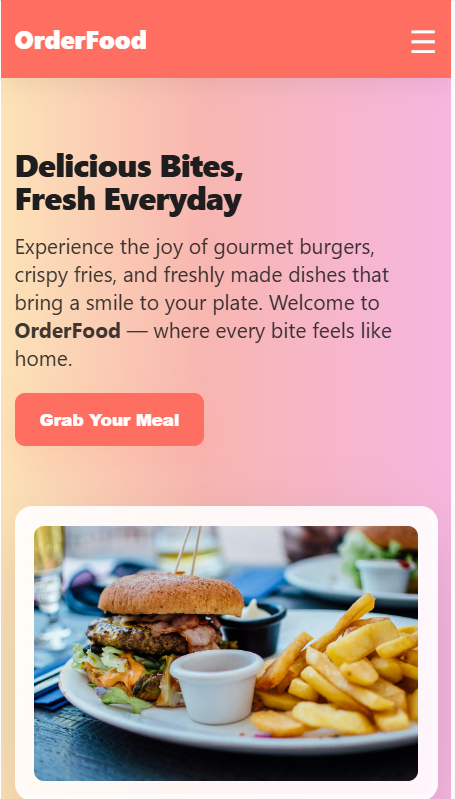 OrderFood
Delicious Bites,
Fresh Everyday
Experience the joy of gourmet burgers,
crispy fries, and freshly made dishes that
bring a smile to your plate. Welcome to
OrderFood — where every bite feels like
home.
Grab Your Meal